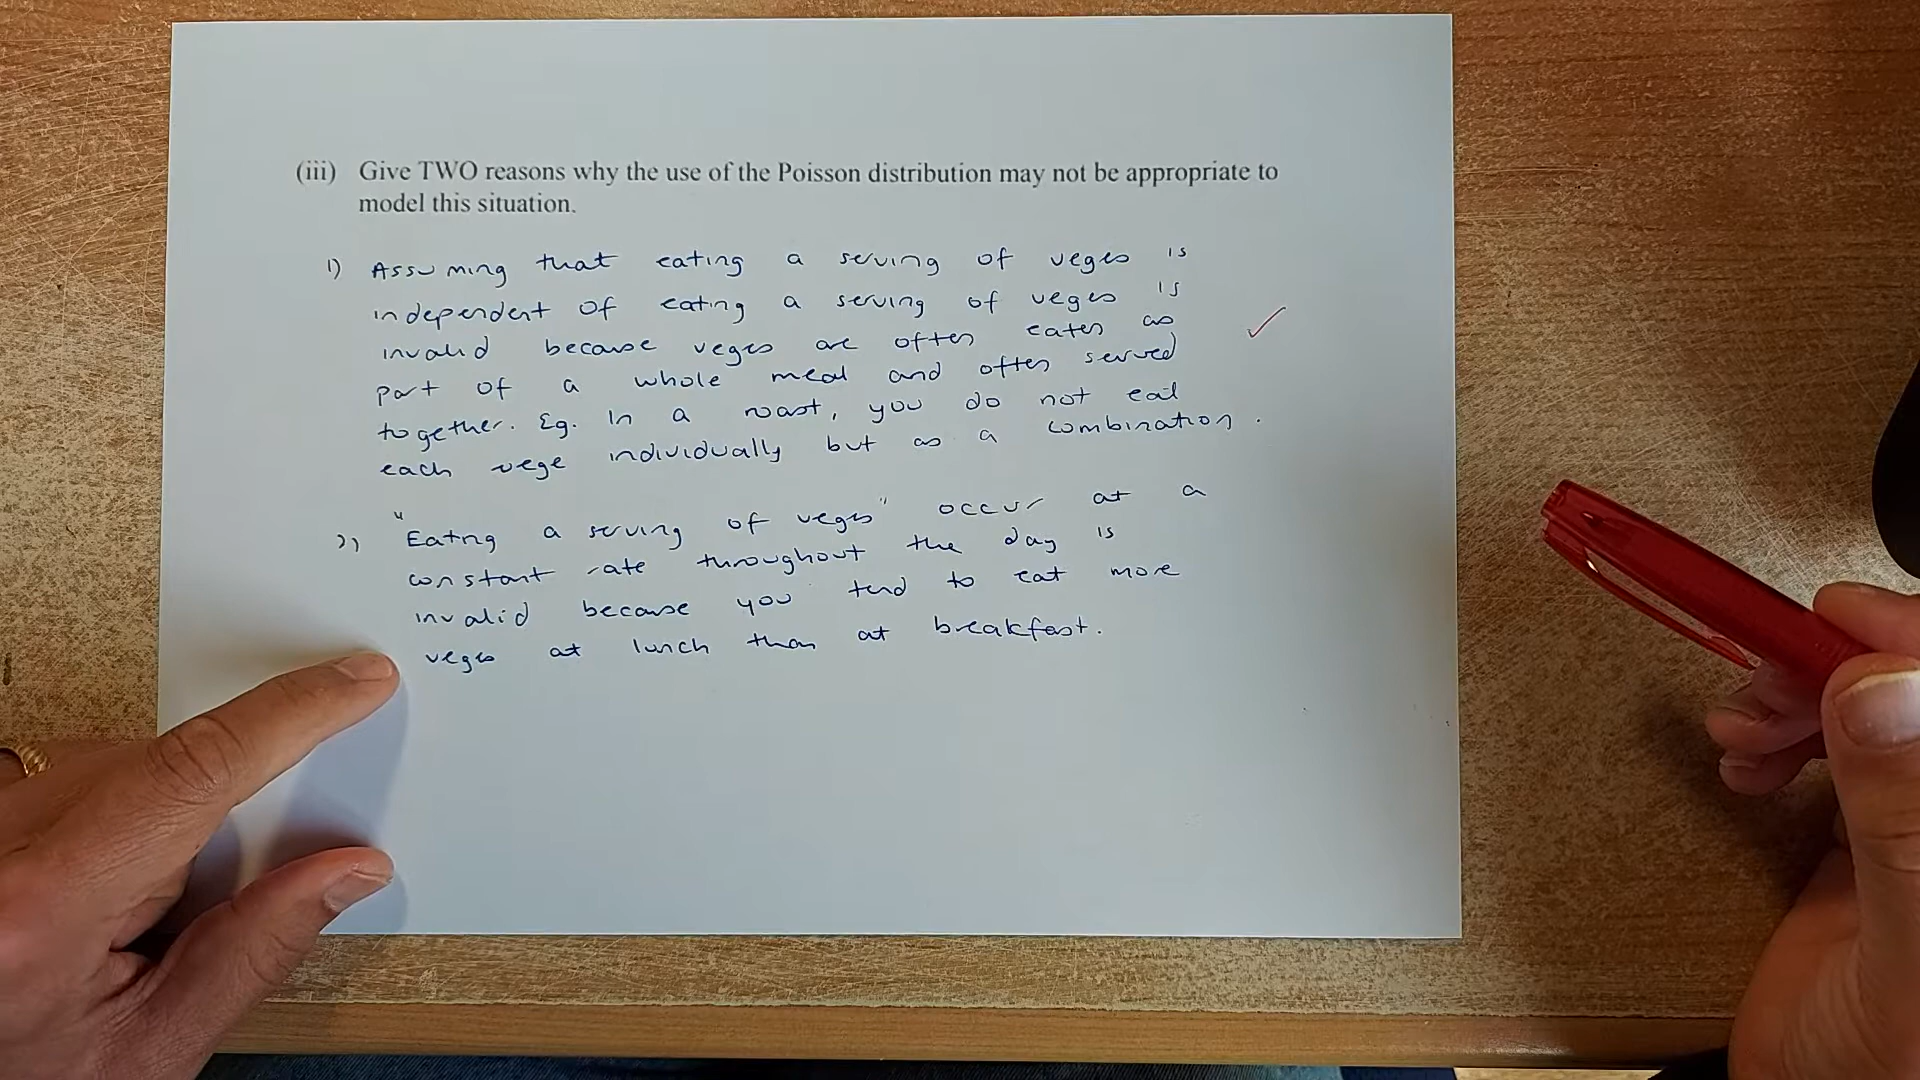 (iii) Give TWO reasons why the use of the Poisson distribution may not be appropriate to
model this situation.
1) Assuming that eating a serving of veges is
independent of eating a serving of veges is
invalid because veges are often eaten as
part of a whole meal and often served
together. Eg. In a roast, you do not eat
each vege individually but as a combination.
2) "Eating a serving of veges" occur at a
constant rate throughout the day is
invalid because you tend to eat more
veges at lunch than at breakfast.